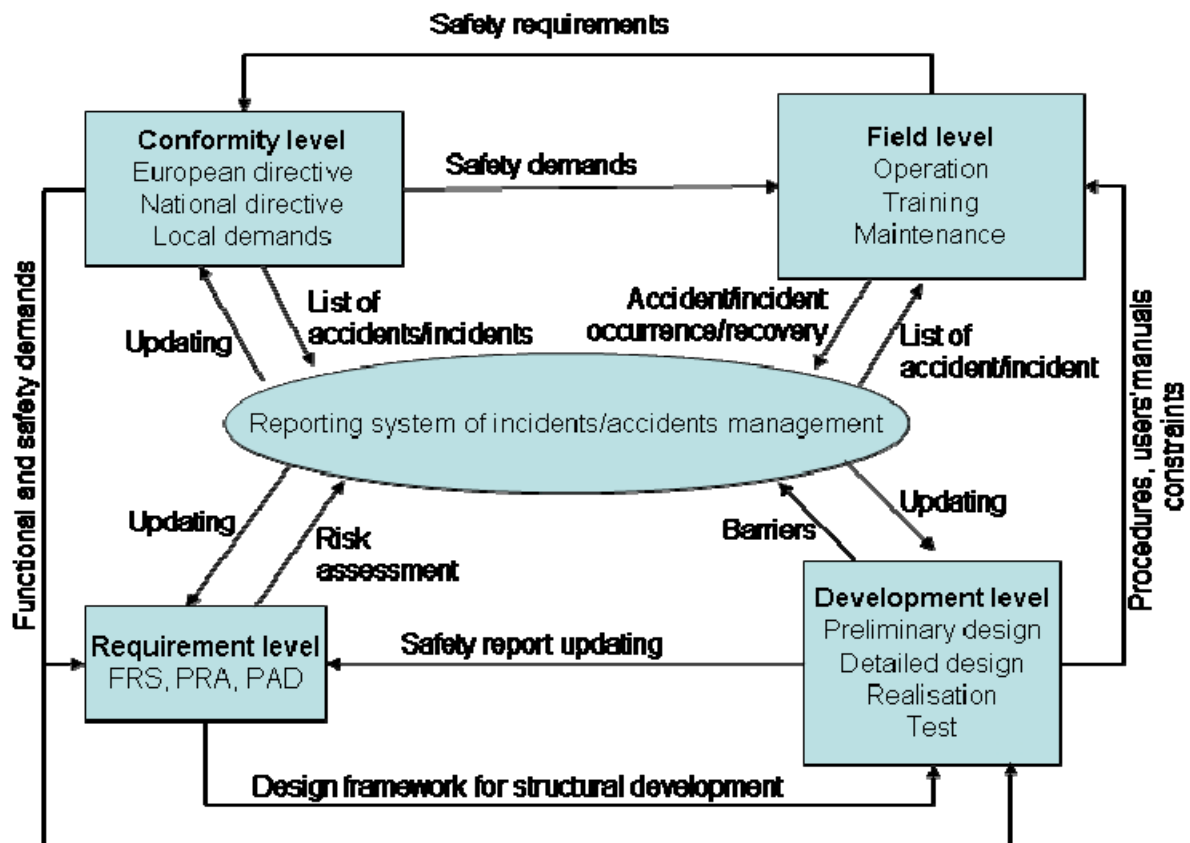 Safety requirements
Conformity level
European directive
National directive
Local demands
Safety demands
Field level
Operation
Training
Maintenance
Functional and safety demands
Updating
List of
accidents/incidents
Accident/incident
occurrence/recovery
List of
accident/incident
Procedures, users'manuals
constraints
Reporting system of incidents/accidents management
Updating
Risk
assessment
Barriers
Updating
Requirement level
FRS, PRA, PAD
Safety report updating
Development level
Preliminary design
Detailed design
Realisation
Test
Design framework for structural development